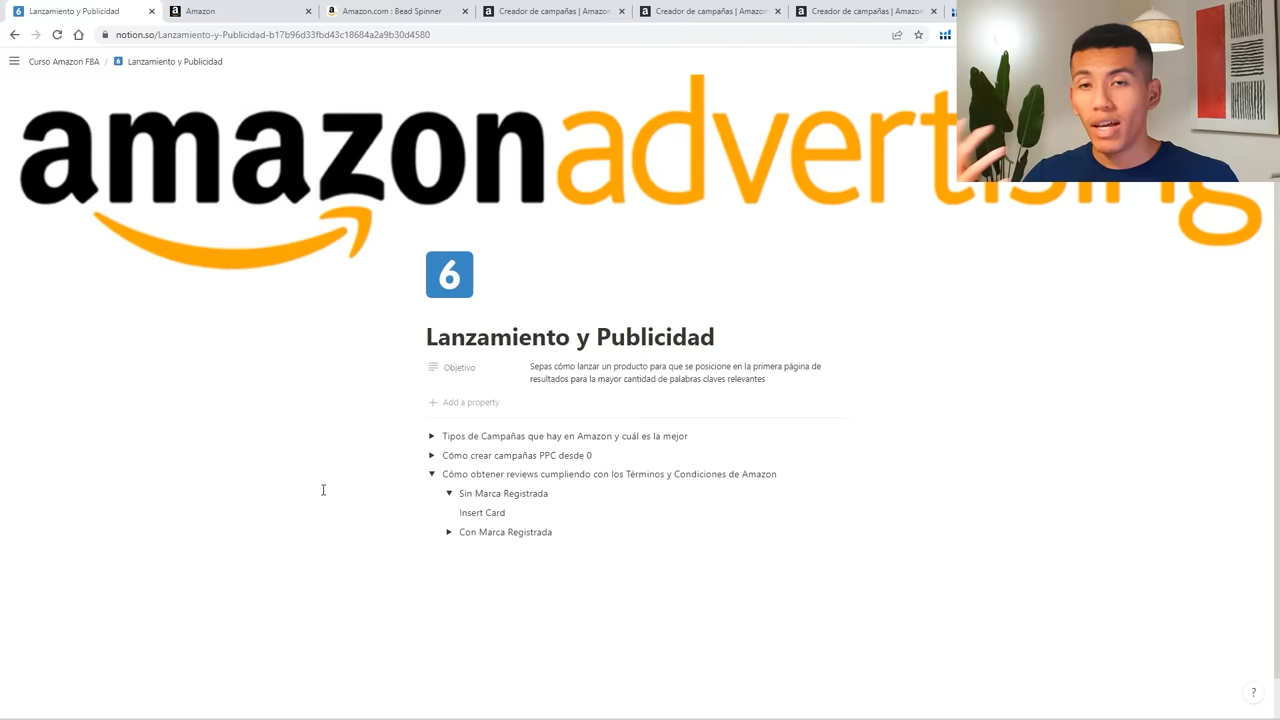 Lanzamiento y Publicidad
Amazon
Amazon.com : Bead Spinner
Creador de campañas | Amazon
Creador de campañas | Amazon
Creador de campañas | Amazon
notion.so/Lanzamiento-y-Publicidad-b17b96d33fbd43c18684a2a9b30d4580
Curso Amazon FBA / 6 Lanzamiento y Publicidad
amazon advertising
6
Lanzamiento y Publicidad
Objetivo
Sepas cómo lanzar un producto para que se posicione en la primera página de
resultados para la mayor cantidad de palabras claves relevantes
Add a property
Tipos de Campañas que hay en Amazon y cuál es la mejor
Cómo crear campañas PPC desde 0
Cómo obtener reviews cumpliendo con los Términos y Condiciones de Amazon
Sin Marca Registrada
Insert Card
Con Marca Registrada
?